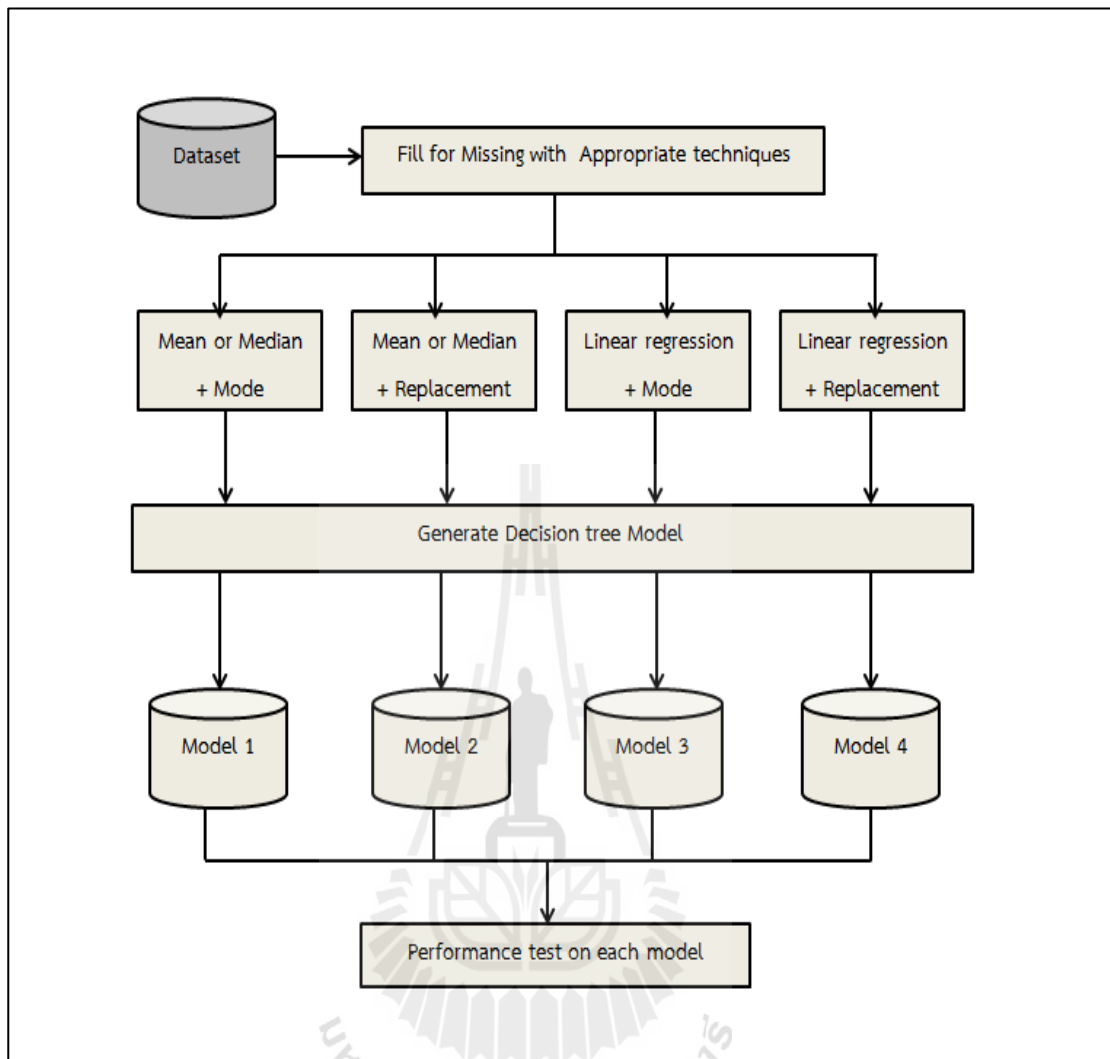 Dataset
Fill for Missing with Appropriate techniques
Mean or Median
+ Mode
Mean or Median
+ Replacement
Linear regression
+ Mode
Linear regression
+ Replacement
Generate Decision tree Model
Model 1
Model 2
Model 3
Model 4
Performance test on each model